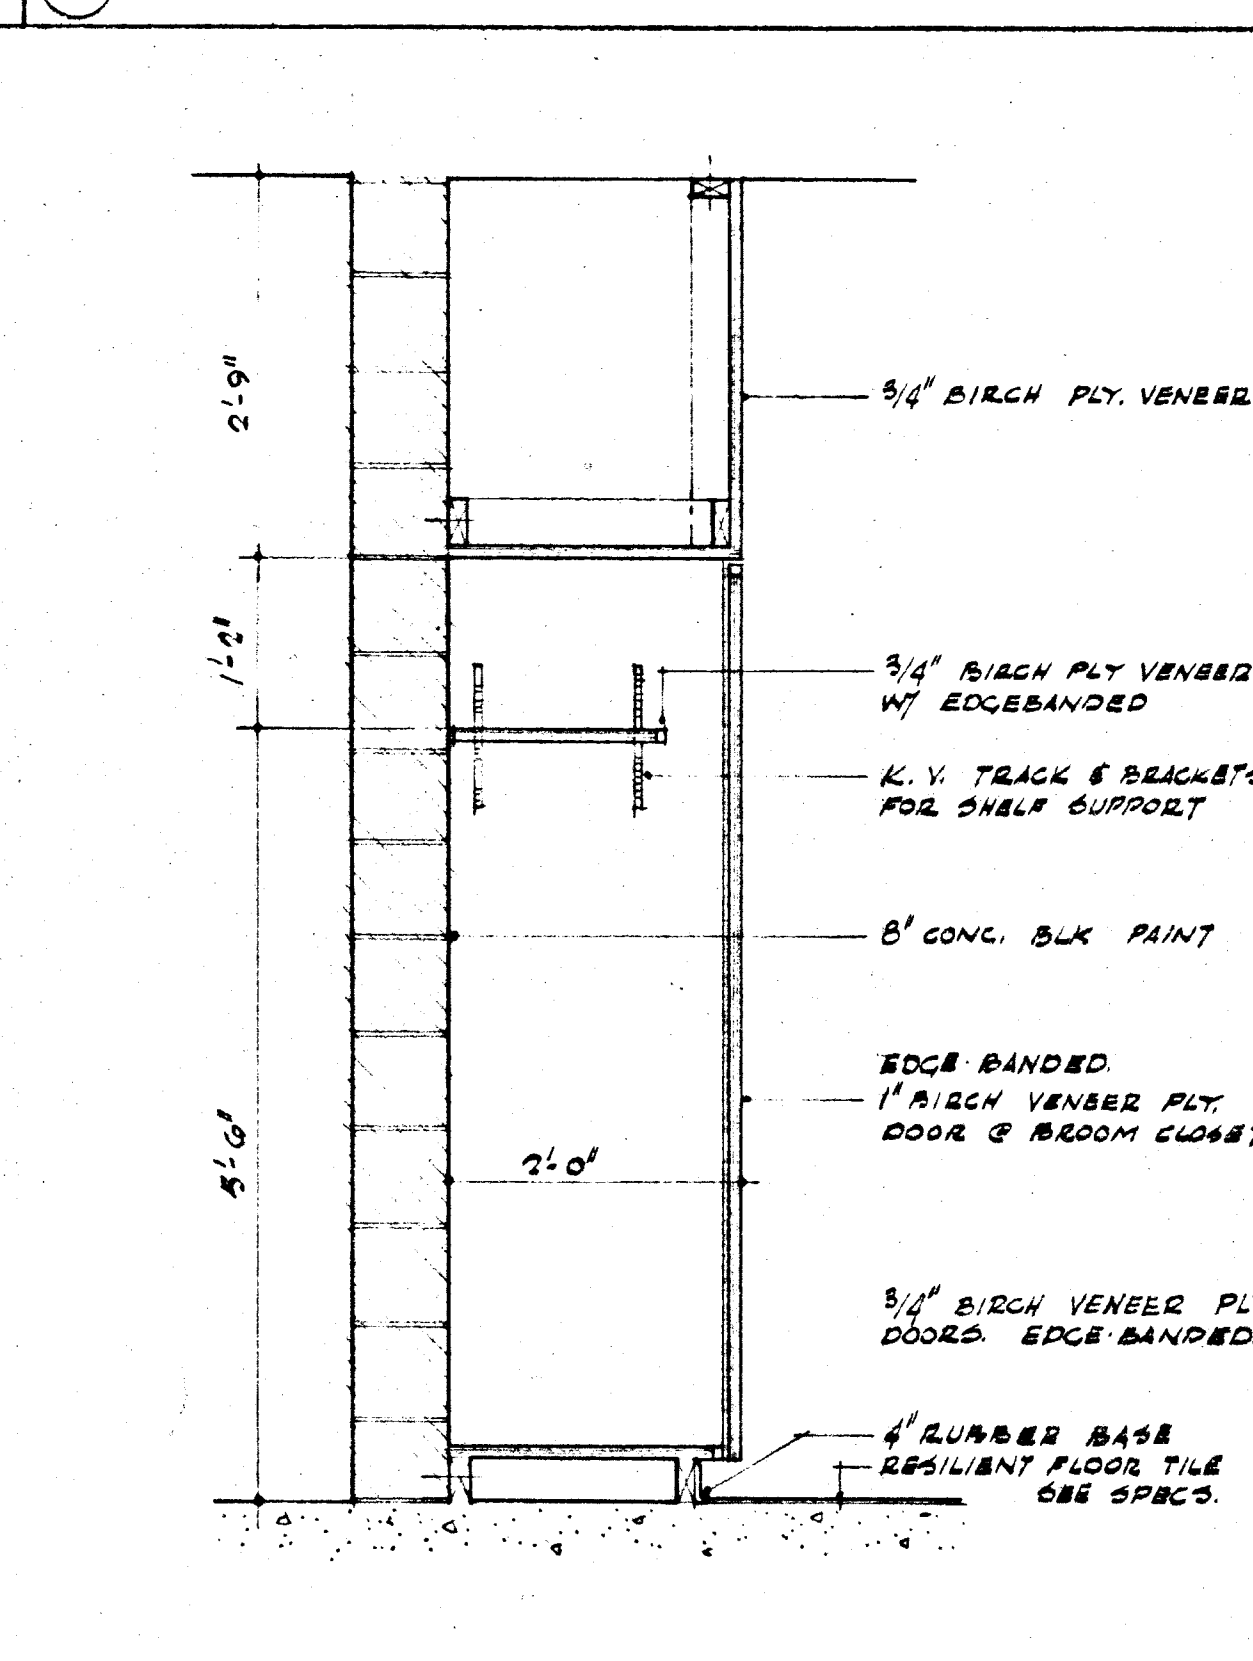 2'-9"
3/4" BIRCH PLY. VENEER
1'-2"
3/4" BIRCH PLY VENEER
W/ EDGEBANDED
K.V. TRACK & BRACKETS
FOR SHELF SUPPORT
8" CONC. BLK PAINT
EDGE·BANDED.
1" BIRCH VENEER PLY.
DOOR @ BROOM CLOSET
5'-6"
2'-0"
3/4" BIRCH VENEER PL
DOORS. EDGE·BANDED.
4" RUBBER BASE
RESILIENT FLOOR TILE
SEE SPECS.